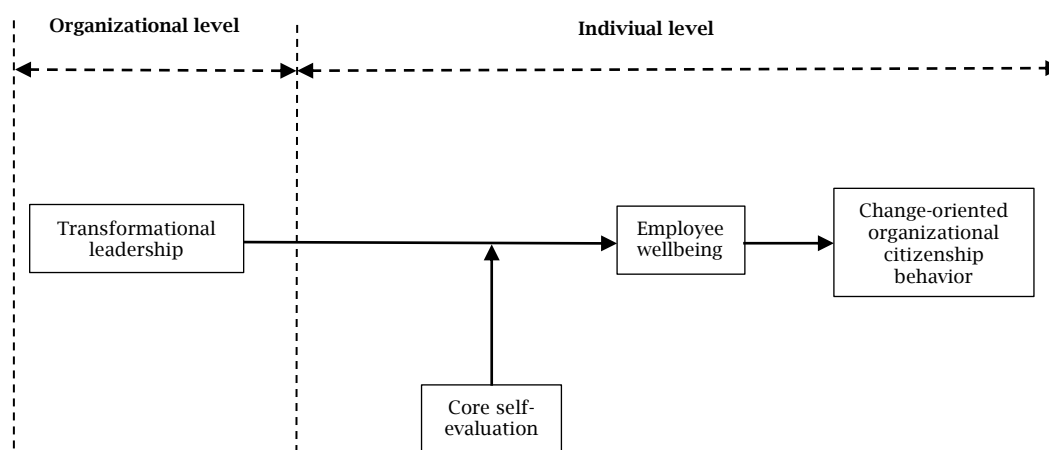 Organizational level
Indiviual level
Transformational
leadership
Employee
wellbeing
Change-oriented
organizational
citizenship
behavior
Core self-
evaluation